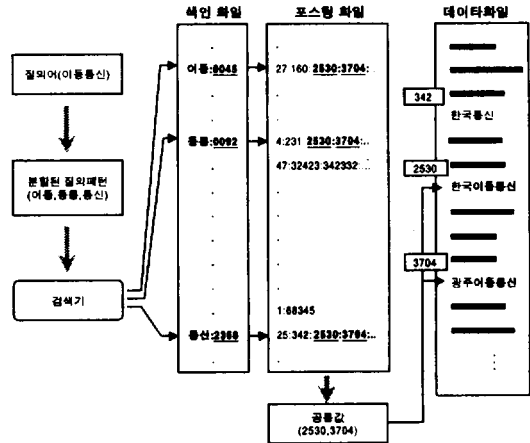 색인 화일
포스팅 화일
데이타화일
질의어(이동통신)
분할된 질의패턴
(이동,동통,통신)
검색기
이동:9045
동통:9092
통신:2358
27 160: 2530:3704:
4:231 2530:3704:..
47:32423:342332:
1:68345
25:342: 2530:3704:..
공통값
(2530,3704)
342
한국통신
2530
한국이동통신
3704
광주이동통신